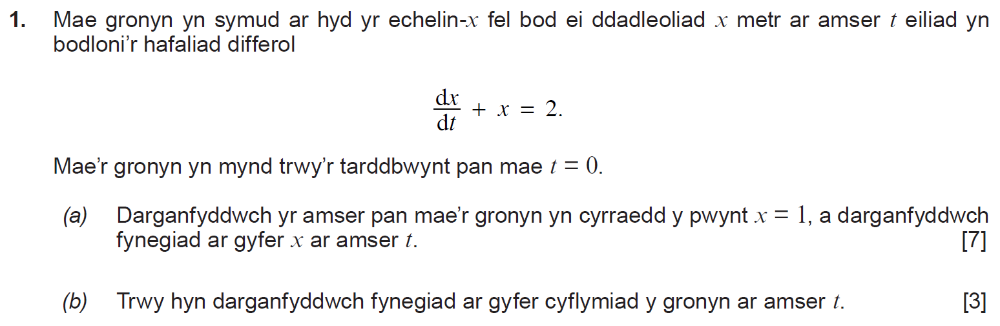 1. Mae gronyn yn symud ar hyd yr echelin-x fel bod ei ddadleoliad x metr ar amser t eiliad yn
bodloni'r hafaliad differol
dx/dt + x = 2.
Mae'r gronyn yn mynd trwy'r tarddbwynt pan mae t = 0.
(a) Darganfyddwch yr amser pan mae'r gronyn yn cyrraedd y pwynt x = 1, a darganfyddwch
fynegiad ar gyfer x ar amser t. [7]
(b) Trwy hyn darganfyddwch fynegiad ar gyfer cyflymiad y gronyn ar amser t. [3]